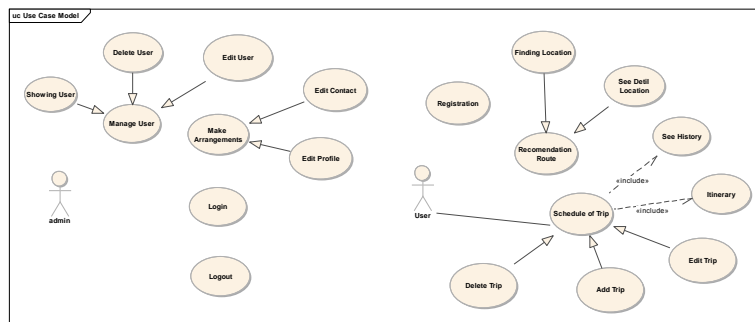 uc Use Case Model
Delete User
Edit User
Showing User
Manage User
Edit Contact
Make
Arrangements
Edit Profile
admin
Login
Logout
Finding Location
See Detil
Location
Registration
Recomendation
Route
See History
User
«include»
Itinerary
Schedule of Trip
«include»
Edit Trip
Delete Trip
Add Trip